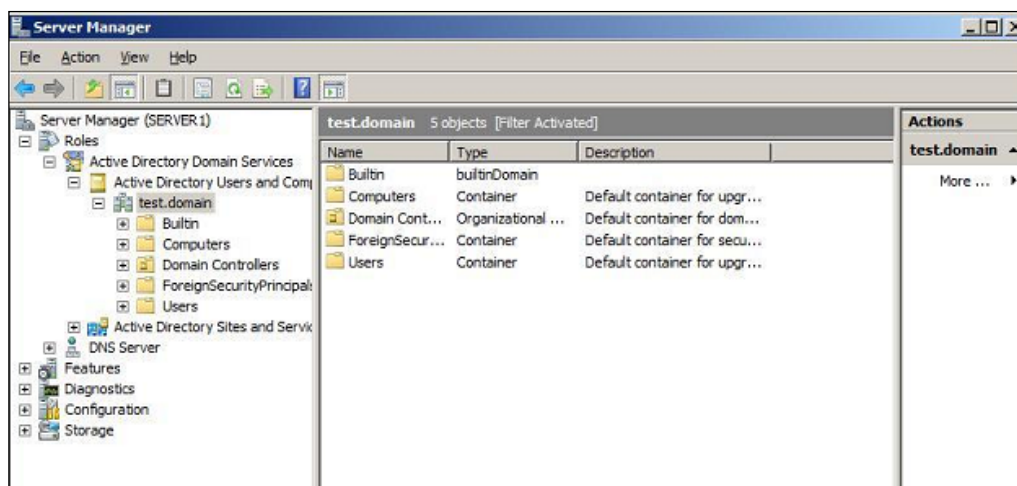 Server Manager
File Action View Help
Server Manager (SERVER1)
Roles
Active Directory Domain Services
Active Directory Users and Comp
test.domain
Builtin
Computers
Domain Controllers
ForeignSecurityPrincipals
Users
Active Directory Sites and Servic
DNS Server
Features
Diagnostics
Configuration
Storage
test.domain 5 objects [Filter Activated]
Name Type Description
Builtin builtinDomain
Computers Container Default container for upgr...
Domain Cont... Organizational ... Default container for dom...
ForeignSecur... Container Default container for secu...
Users Container Default container for upgr...
Actions
test.domain
More ...